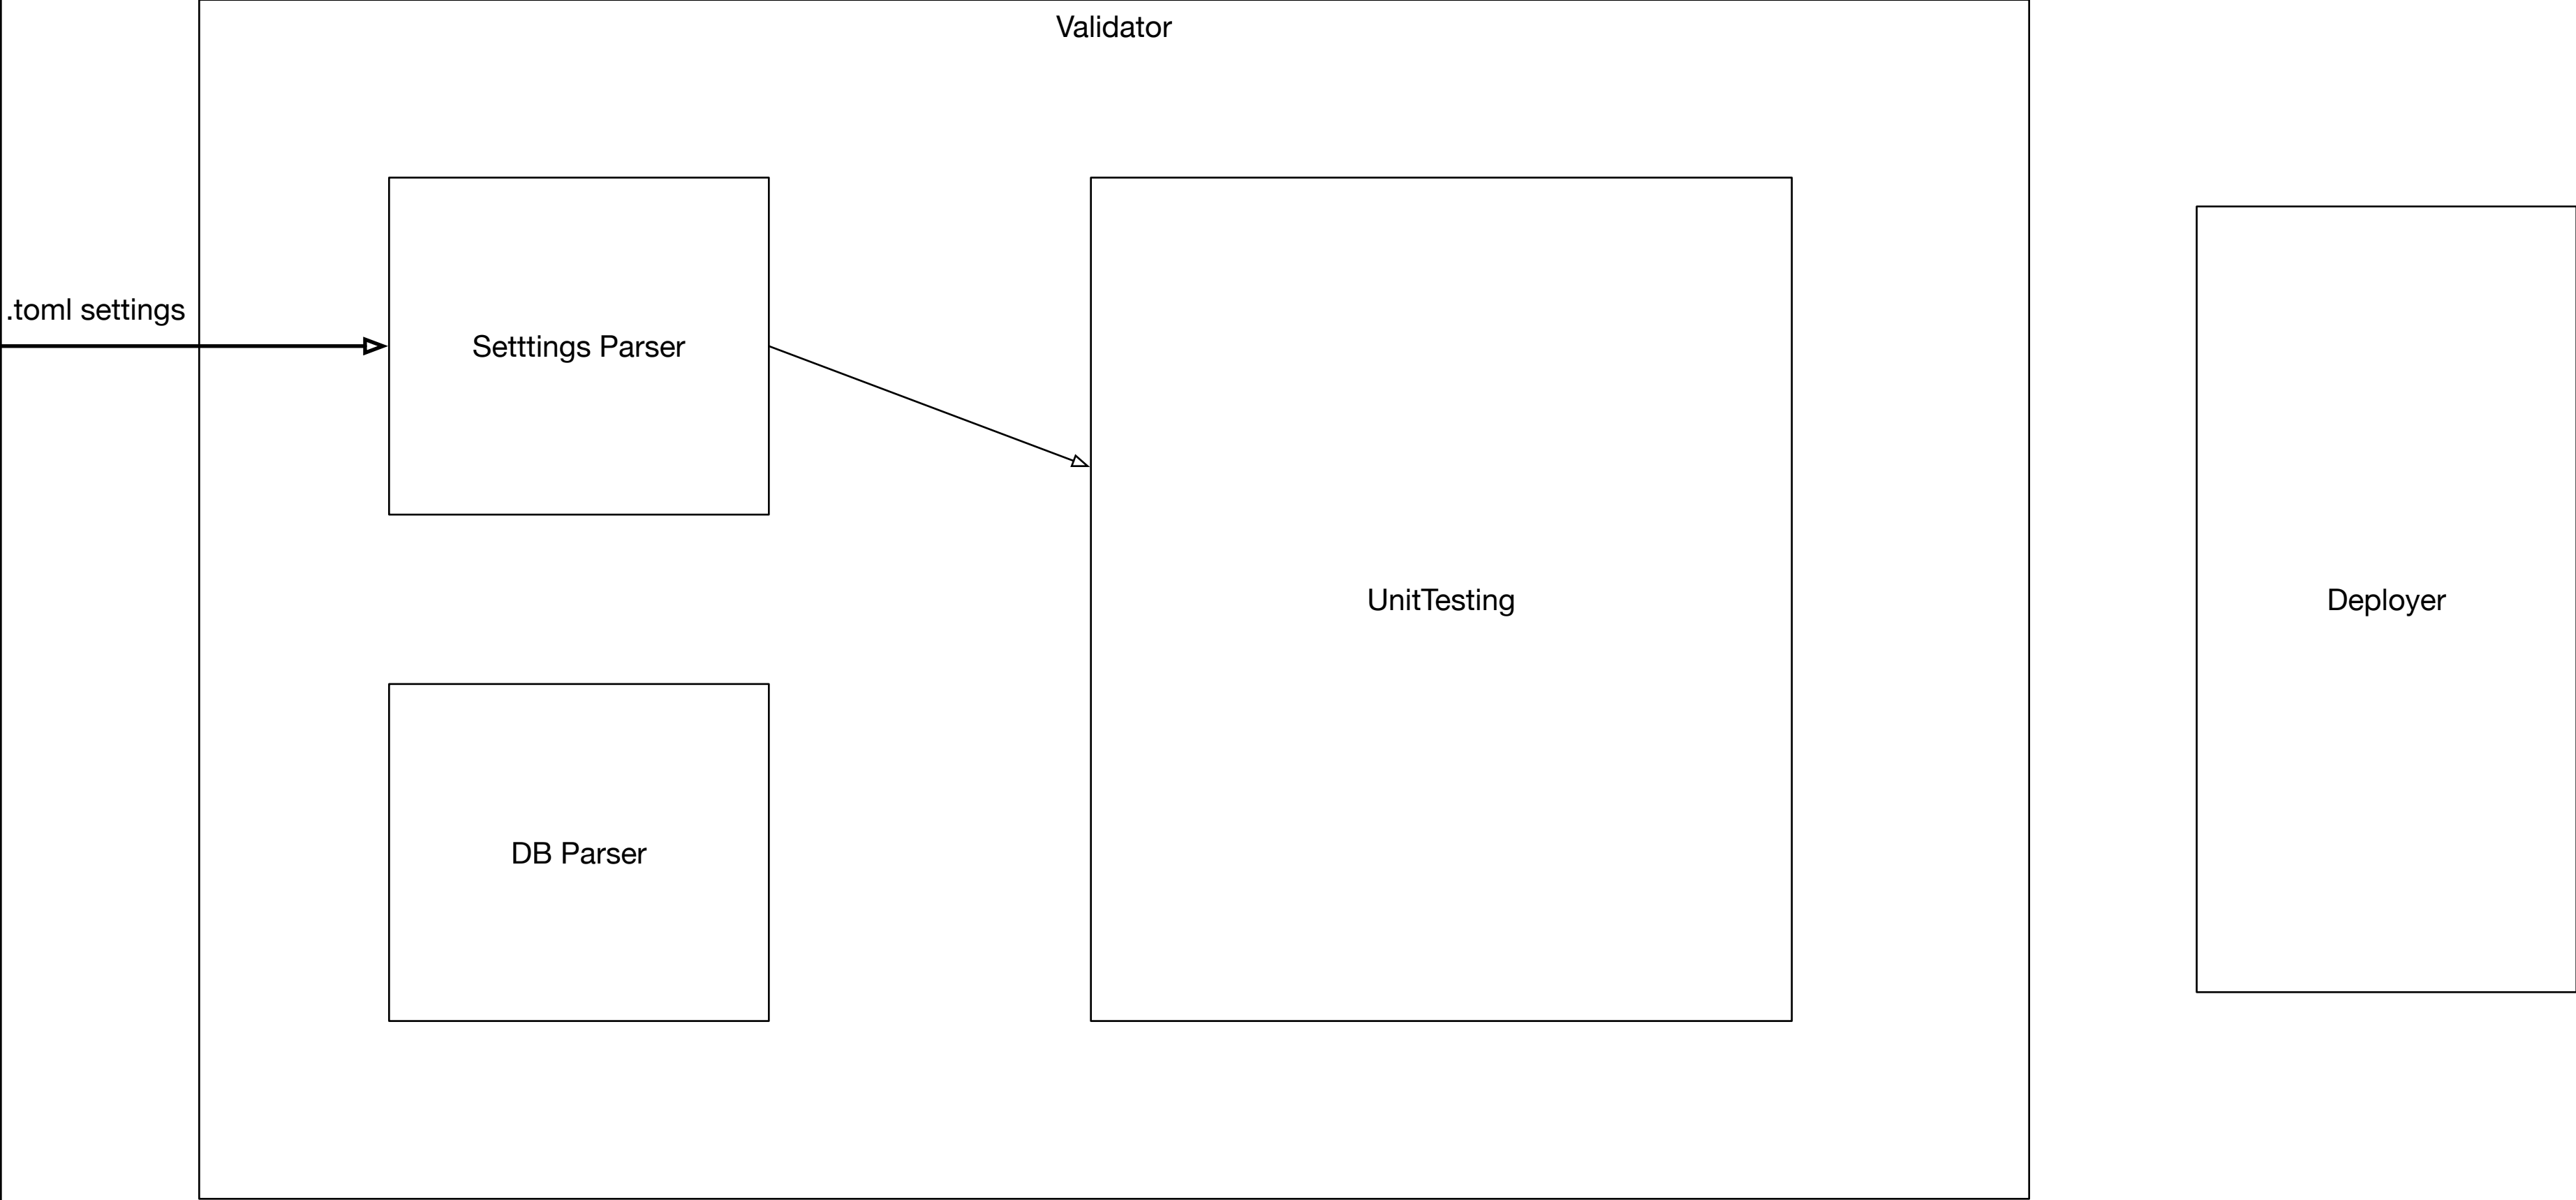 Validator
.toml settings
Setttings Parser
UnitTesting
Deployer
DB Parser